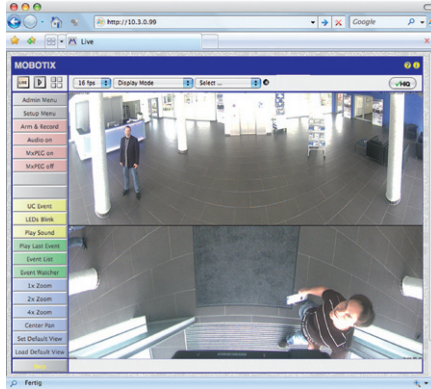 http://10.3.0.99
Google
Live
MOBOTIX
LIVE
16 fps
Display Mode
Select ...
HQ
Admin Menu
Setup Menu
Arm & Record
Audio on
MxPEG on
MxPEG off
UC Event
LEDs Blink
Play Sound
Play Last Event
Event List
Event Watcher
1x Zoom
2x Zoom
4x Zoom
Center Pan
Set Default View
Load Default View
Fertig